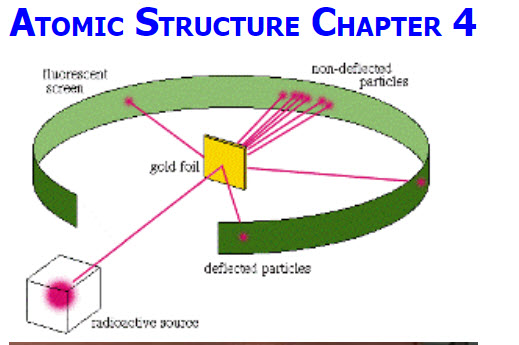 ATOMIC STRUCTURE CHAPTER 4
fluorescent
screen
non-deflected
particles
gold foil
deflected particles
radioactive source